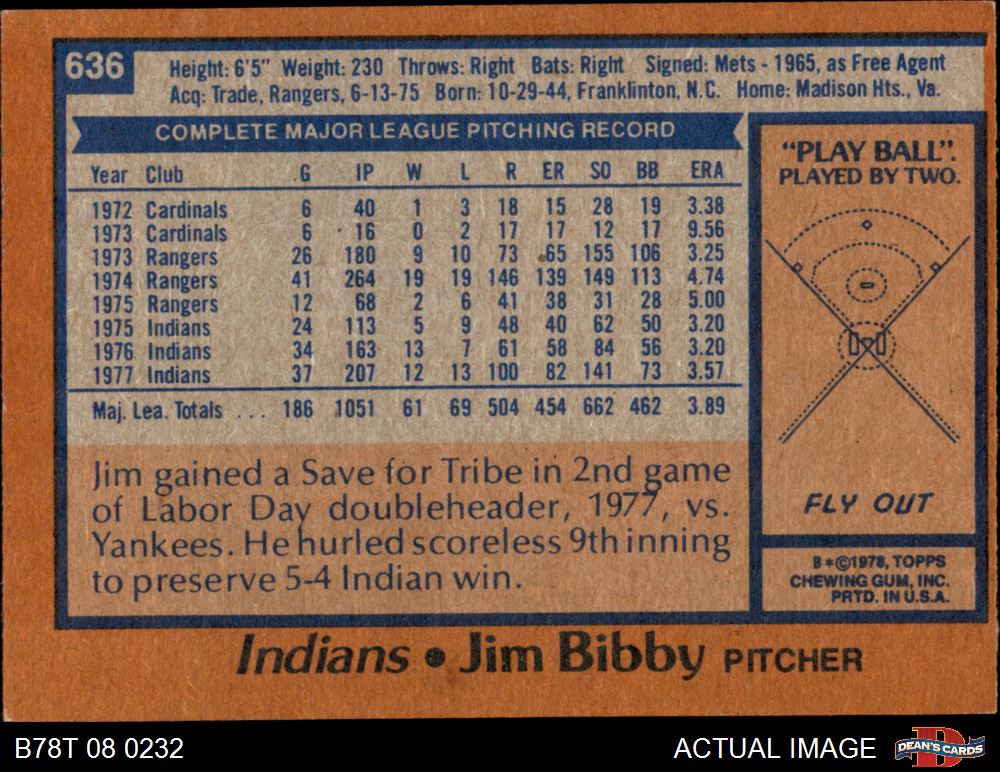 636
Height: 6'5" Weight: 230 Throws: Right Bats: Right Signed: Mets - 1965, as Free Agent
Acq: Trade, Rangers, 6-13-75 Born: 10-29-44, Franklinton, N.C. Home: Madison Hts., Va.
COMPLETE MAJOR LEAGUE PITCHING RECORD
Year Club G IP W L R ER SO BB ERA
1972 Cardinals 6 40 1 3 18 15 28 19 3.38
1973 Cardinals 6 16 0 2 17 17 12 17 9.56
1973 Rangers 26 180 9 10 73 65 155 106 3.25
1974 Rangers 41 264 19 19 146 139 149 113 4.74
1975 Rangers 12 68 2 6 41 38 31 28 5.00
1975 Indians 24 113 5 9 48 40 62 50 3.20
1976 Indians 34 163 13 7 61 58 84 56 3.20
1977 Indians 37 207 12 13 100 82 141 73 3.57
Maj. Lea. Totals ... 186 1051 61 69 504 454 662 462 3.89
Jim gained a Save for Tribe in 2nd game
of Labor Day doubleheader, 1977, vs.
Yankees. He hurled scoreless 9th inning
to preserve 5-4 Indian win.
"PLAY BALL".
PLAYED BY TWO.
FLY OUT
B*©1978, TOPPS
CHEWING GUM, INC.
PRTD. IN U.S.A.
Indians • Jim Bibby PITCHER
B78T 08 0232
ACTUAL IMAGE
D
DEAN'S CARDS